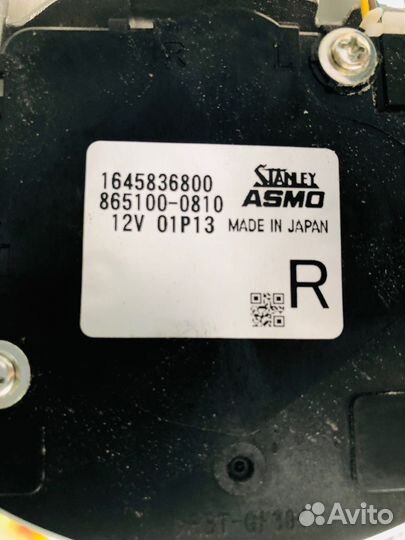 R L
1645836800 STANLEY
865100-0810 ASMO
12V 01P13 MADE IN JAPAN
R
Avito